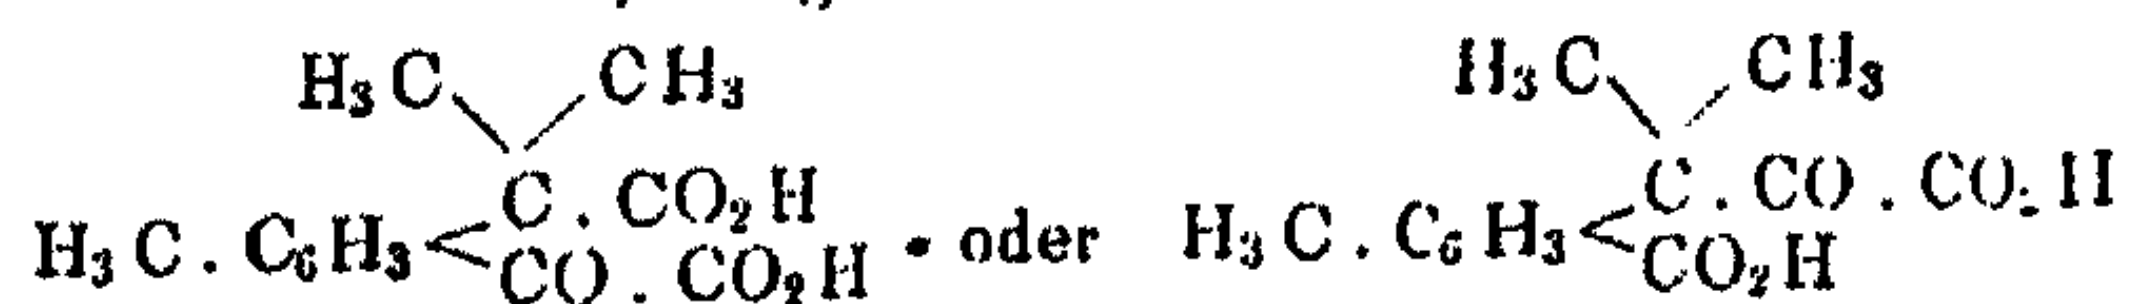 H₃C CH₃ H₃C CH₃
C . CO₂H C . CO . CO₂H
H₃C . C₆H₃< oder H₃C . C₆H₃<
CO . CO₂H CO₂H